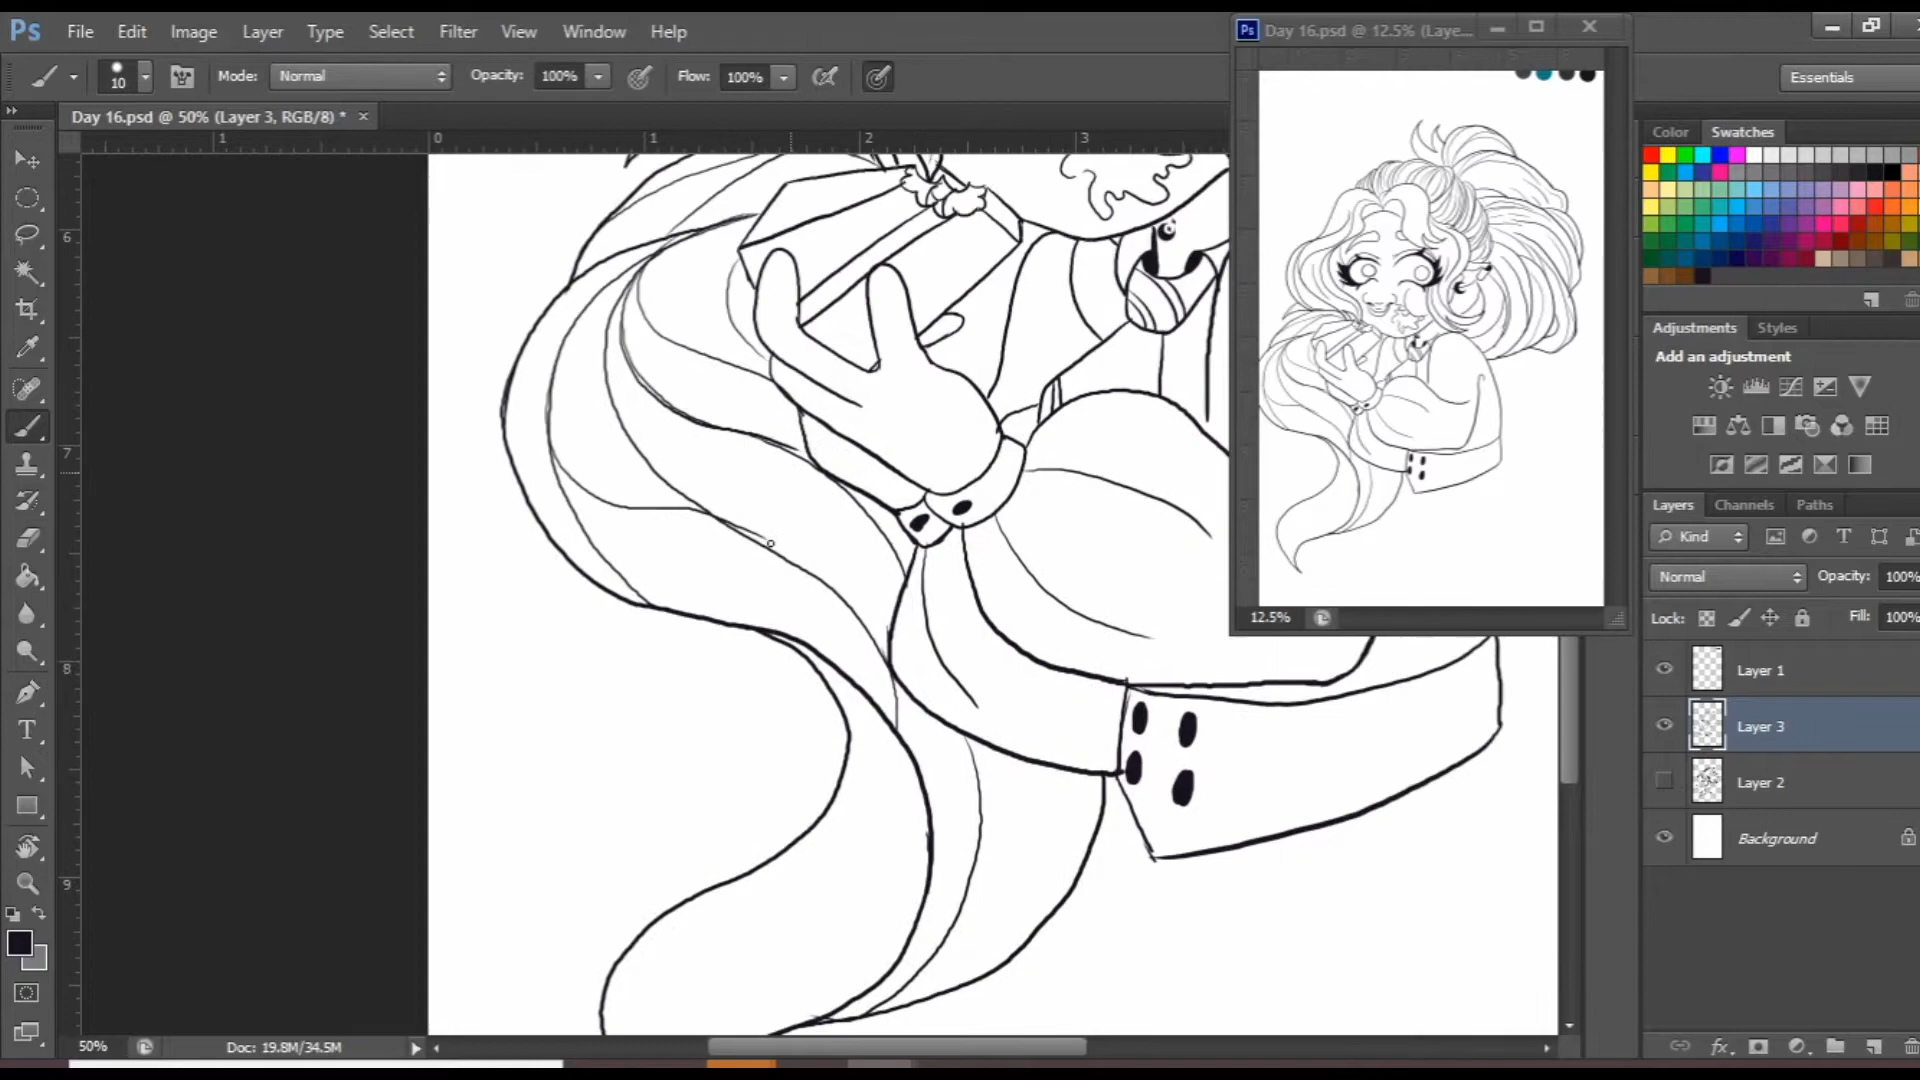 Ps File Edit Image Layer Type Select Filter View Window Help
10 Mode: Normal Opacity: 100% Flow: 100%
Essentials
Ps Day 16.psd @ 12.5% (Laye...
Day 16.psd @ 50% (Layer 3, RGB/8) * ×
1 0 1 2 3
6
7
8
9
12.5%
Color Swatches
Adjustments Styles
Add an adjustment
Layers Channels Paths
Kind
Normal Opacity: 100%
Lock: Fill: 100%
Layer 1
Layer 3
Layer 2
Background
50% Doc: 19.8M/34.5M